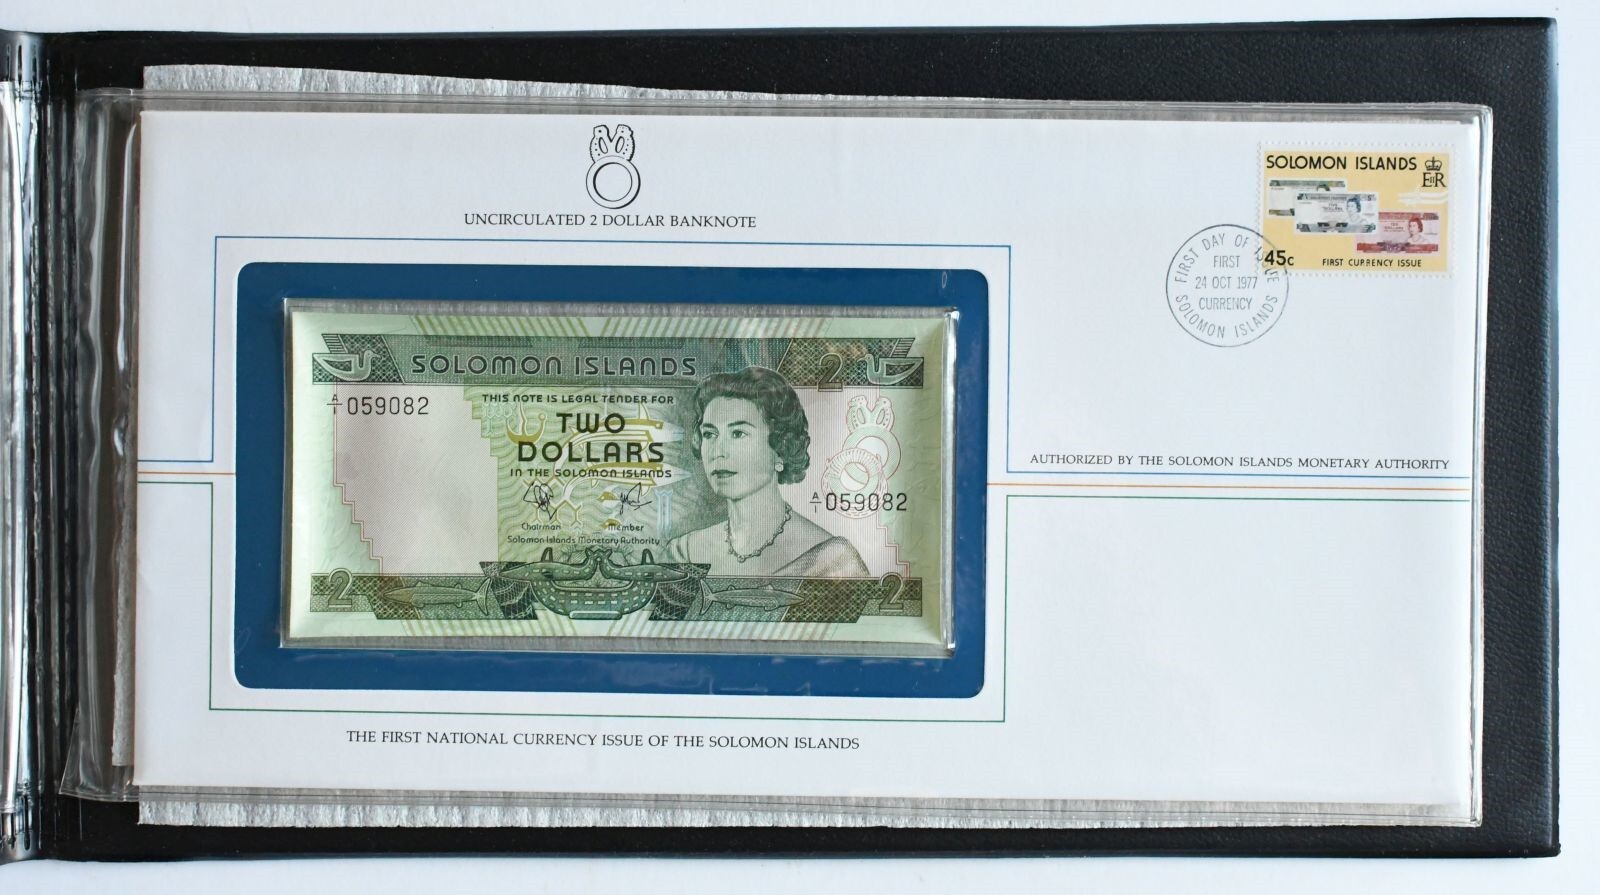 UNCIRCULATED 2 DOLLAR BANKNOTE
SOLOMON ISLANDS
EIIR
45c
FIRST CURRENCY ISSUE
FIRST DAY OF ISSUE
FIRST
24 OCT 1977
CURRENCY
SOLOMON ISLANDS
SOLOMON ISLANDS
2
A/1 059082
THIS NOTE IS LEGAL TENDER FOR
TWO
DOLLARS
IN THE SOLOMON ISLANDS
A/1 059082
Chairman Member
Solomon Islands Monetary Authority
2 2
AUTHORIZED BY THE SOLOMON ISLANDS MONETARY AUTHORITY
THE FIRST NATIONAL CURRENCY ISSUE OF THE SOLOMON ISLANDS